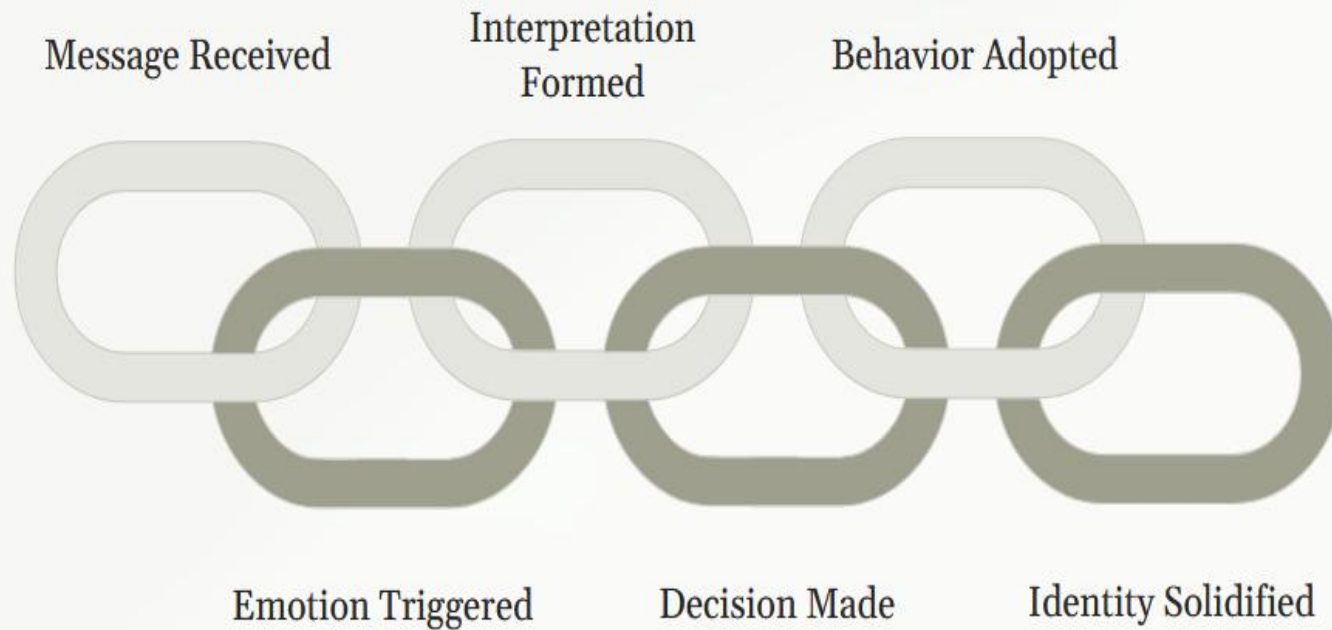 Message Received
Interpretation
Formed
Behavior Adopted
Emotion Triggered
Decision Made
Identity Solidified